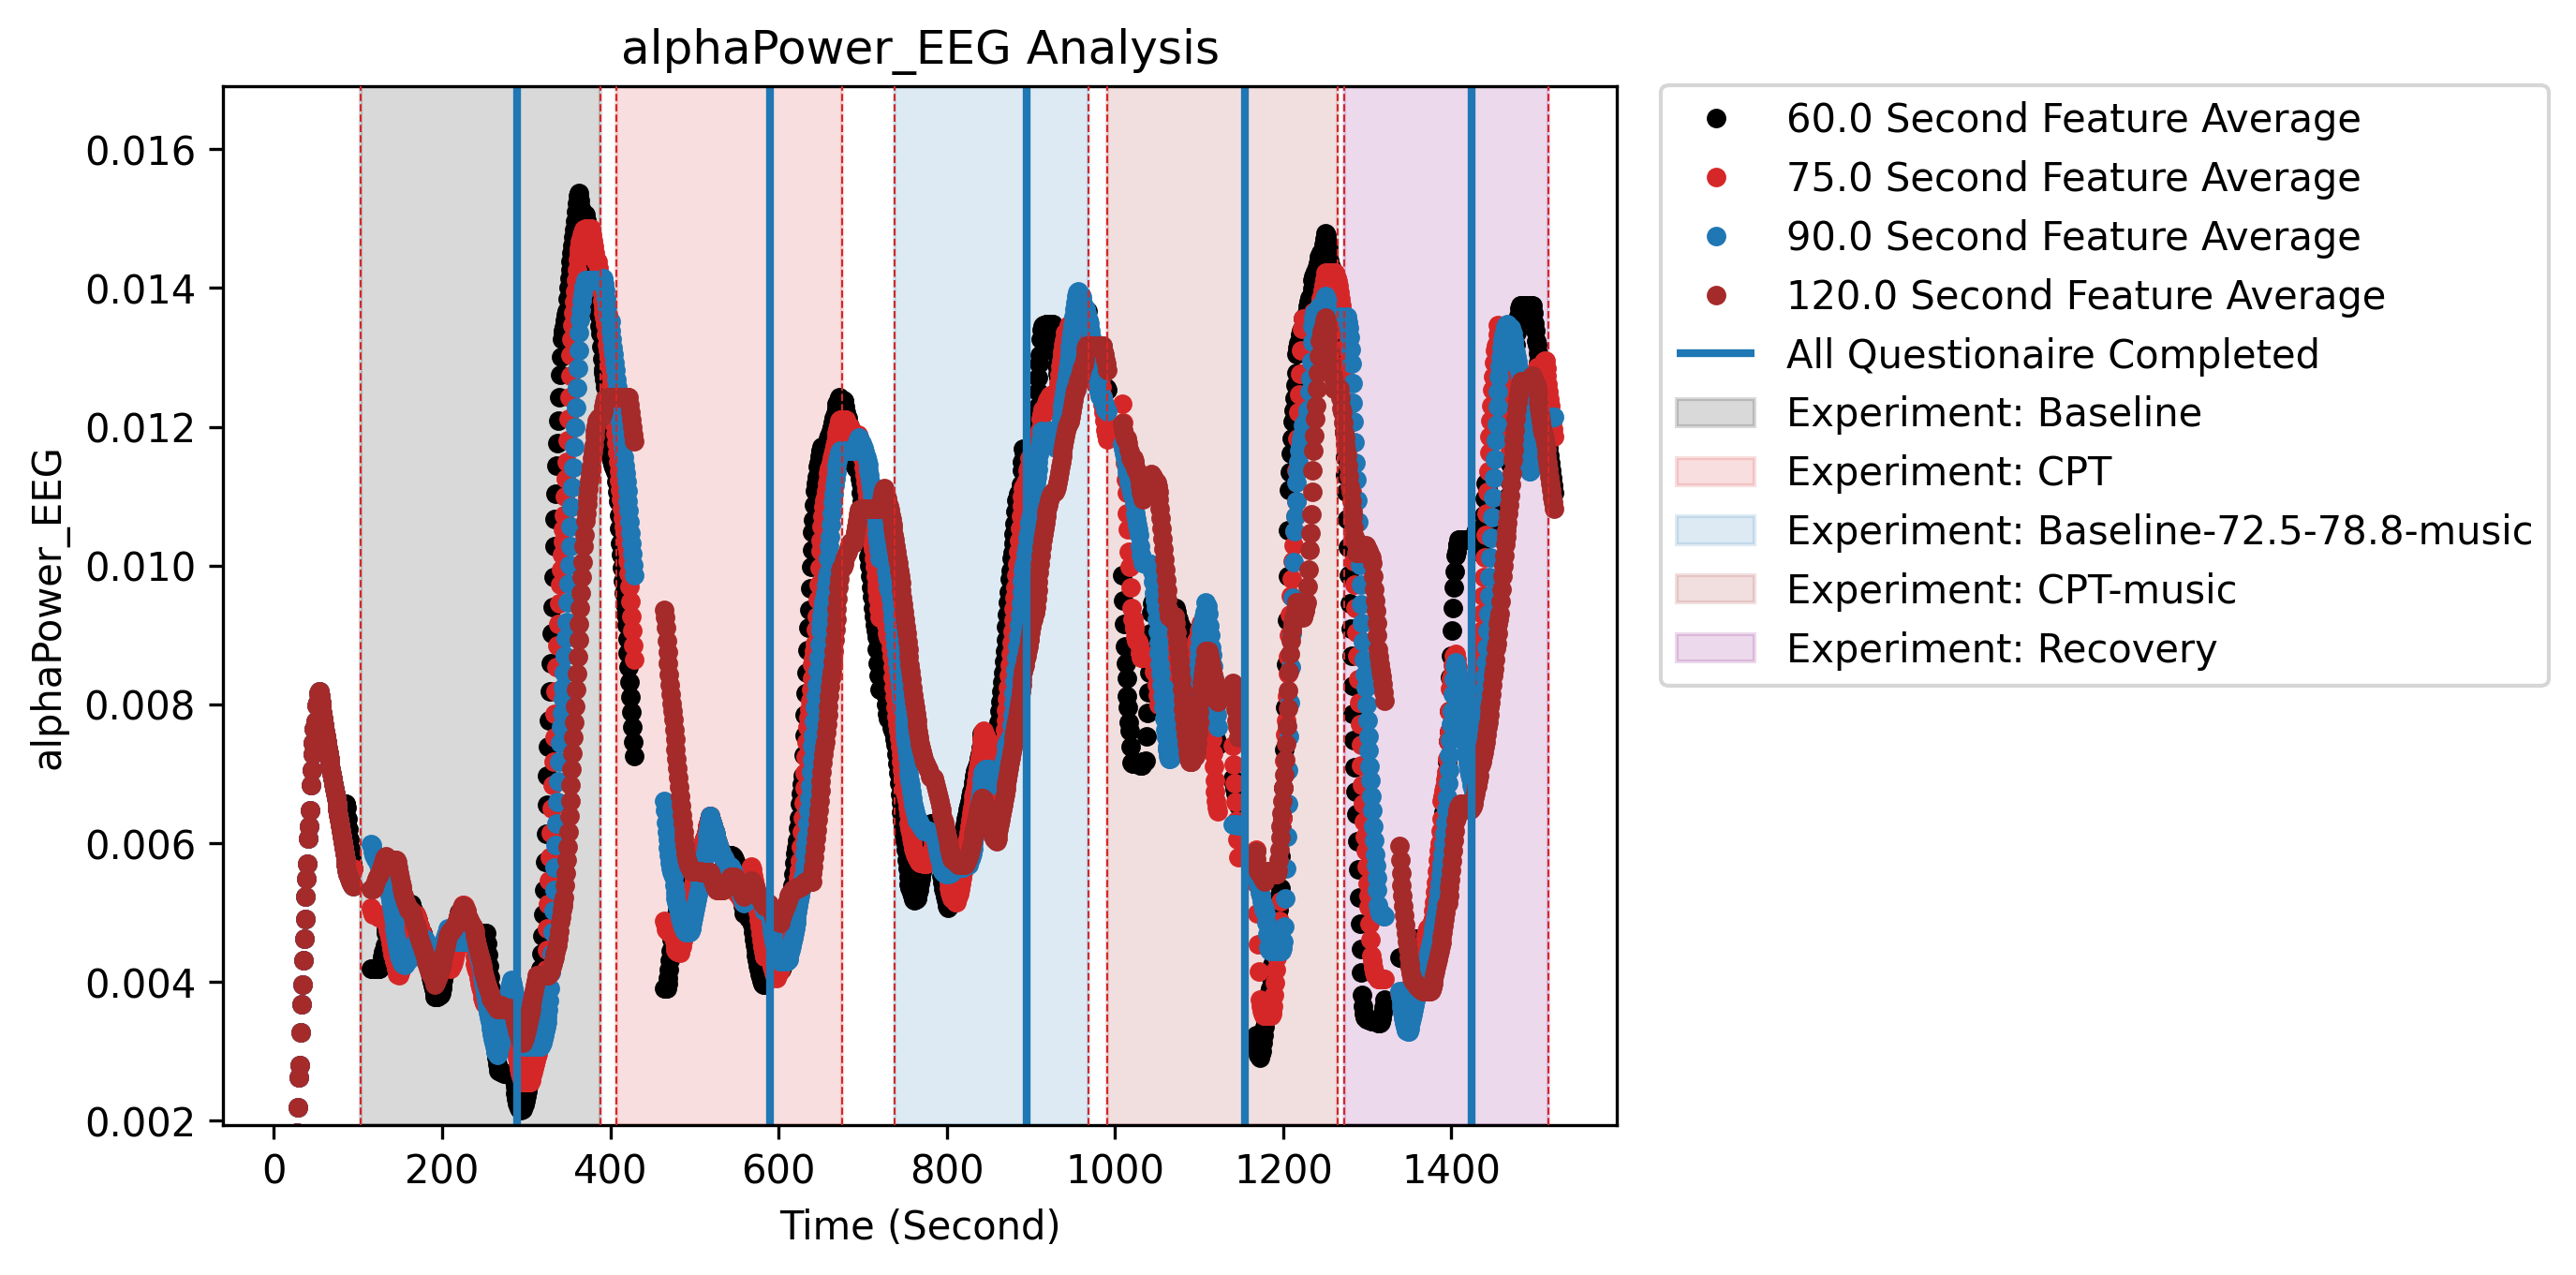 alphaPower_EEG Analysis
alphaPower_EEG
0.016
0.014
0.012
0.010
0.008
0.006
0.004
0.002
0 200 400 600 800 1000 1200 1400
Time (Second)
60.0 Second Feature Average
75.0 Second Feature Average
90.0 Second Feature Average
120.0 Second Feature Average
All Questionaire Completed
Experiment: Baseline
Experiment: CPT
Experiment: Baseline-72.5-78.8-music
Experiment: CPT-music
Experiment: Recovery